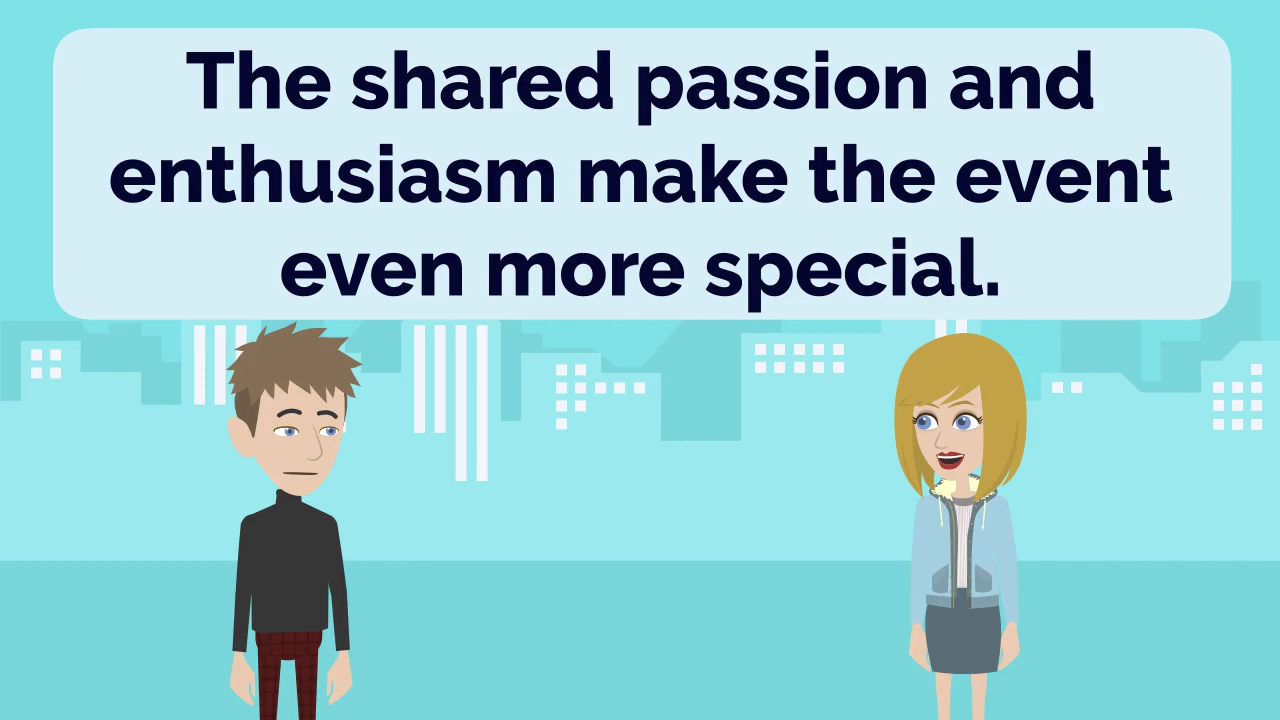 The shared passion and
enthusiasm make the event
even more special.